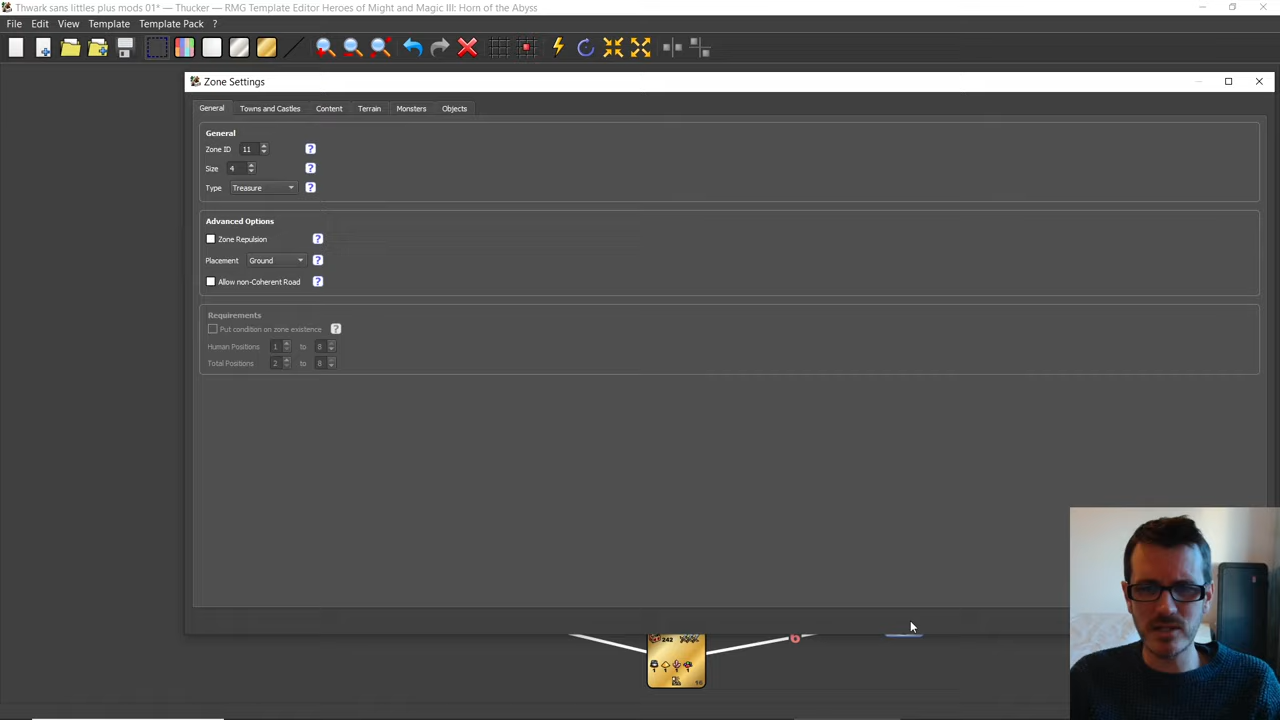 Thwark sans littles plus mods 01* — Thucker — RMG Template Editor Heroes of Might and Magic III: Horn of the Abyss
File Edit View Template Template Pack ?
Zone Settings
General Towns and Castles Content Terrain Monsters Objects
General
Zone ID 11 ?
Size 4 ?
Type Treasure ?
Advanced Options
Zone Repulsion ?
Placement Ground ?
Allow non-Coherent Road ?
Requirements
Put condition on zone existence ?
Human Positions 1 to 8
Total Positions 2 to 8
242
6